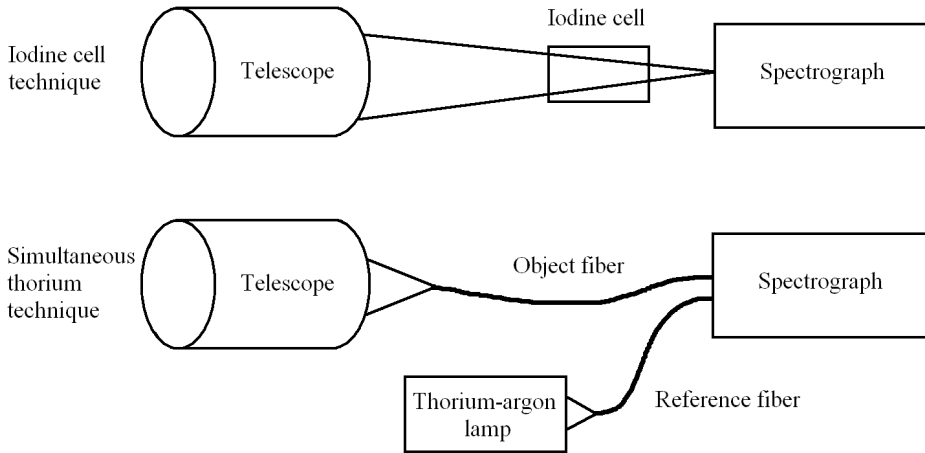 Iodine cell
technique
Telescope
Iodine cell
Spectrograph
Simultaneous
thorium
technique
Telescope
Object fiber
Spectrograph
Thorium-argon
lamp
Reference fiber